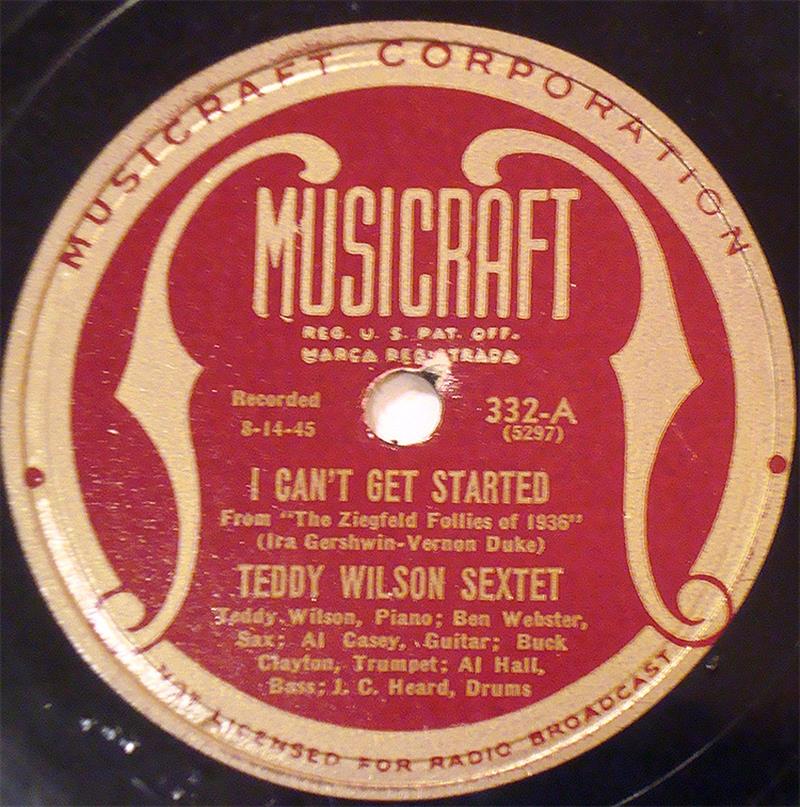 MUSICRAFT CORPORATION
MUSICRAFT
REG. U. S. PAT. OFF.
MARCA REGISTRADA
Recorded
8-14-45
332-A
(5297)
I CAN'T GET STARTED
From "The Ziegfeld Follies of 1936"
(Ira Gershwin-Vernon Duke)
TEDDY WILSON SEXTET
Teddy Wilson, Piano; Ben Webster,
Sax; Al Casey, Guitar; Buck
Clayton, Trumpet; Al Hall,
Bass; J. C. Heard, Drums
NOT LICENSED FOR RADIO BROADCAST